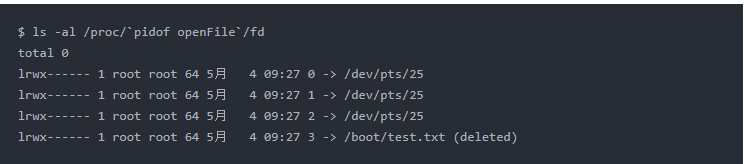 $ ls -al /proc/`pidof openFile`/fd
total 0
lrwx------ 1 root root 64 5月   4 09:27 0 -> /dev/pts/25
lrwx------ 1 root root 64 5月   4 09:27 1 -> /dev/pts/25
lrwx------ 1 root root 64 5月   4 09:27 2 -> /dev/pts/25
lrwx------ 1 root root 64 5月   4 09:27 3 -> /boot/test.txt (deleted)